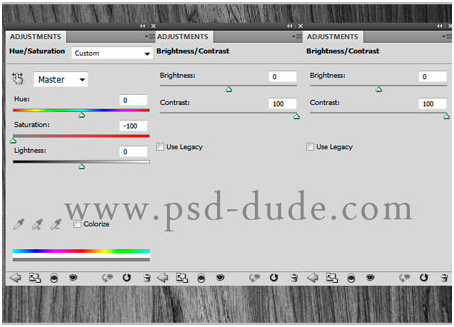 ADJUSTMENTS
Hue/Saturation Custom
Master
Hue: 0
Saturation: -100
Lightness: 0
Colorize
ADJUSTMENTS
Brightness/Contrast
Brightness: 0
Contrast: 100
Use Legacy
ADJUSTMENTS
Brightness/Contrast
Brightness: 0
Contrast: 100
Use Legacy
www.psd-dude.com